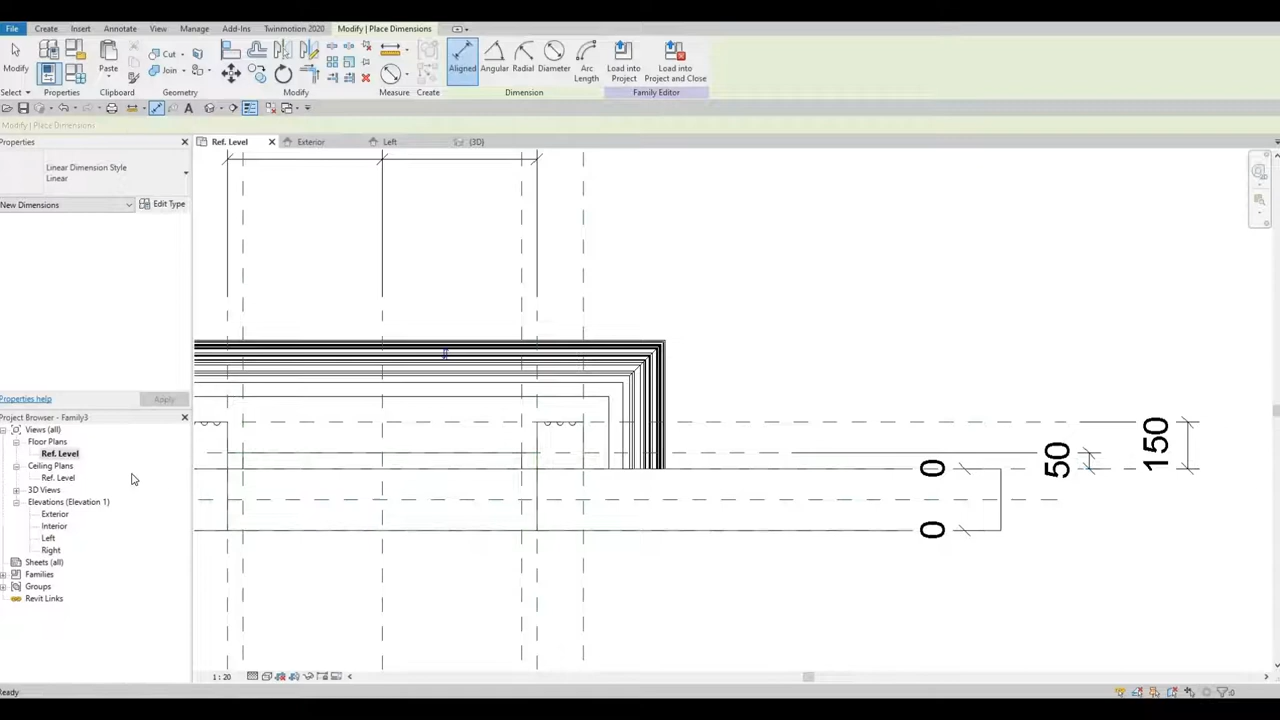 File Create Insert Annotate View Manage Add-Ins Twinmotion 2020 Modify | Place Dimensions
Modify Paste Cut Join Aligned Angular Radial Diameter Arc Length Load into Project Load into Project and Close
Select Properties Clipboard Geometry Modify Measure Create Dimension Family Editor
Modify | Place Dimensions
Properties
Ref. Level Exterior Left {3D}
Linear Dimension Style
Linear
New Dimensions Edit Type
Properties help Apply
Project Browser - Family3
Views (all)
Floor Plans
Ref. Level
Ceiling Plans
Ref. Level
3D Views
Elevations (Elevation 1)
Exterior
Interior
Left
Right
Sheets (all)
Families
Groups
Revit Links
0
0
50
150
1 : 20
Ready